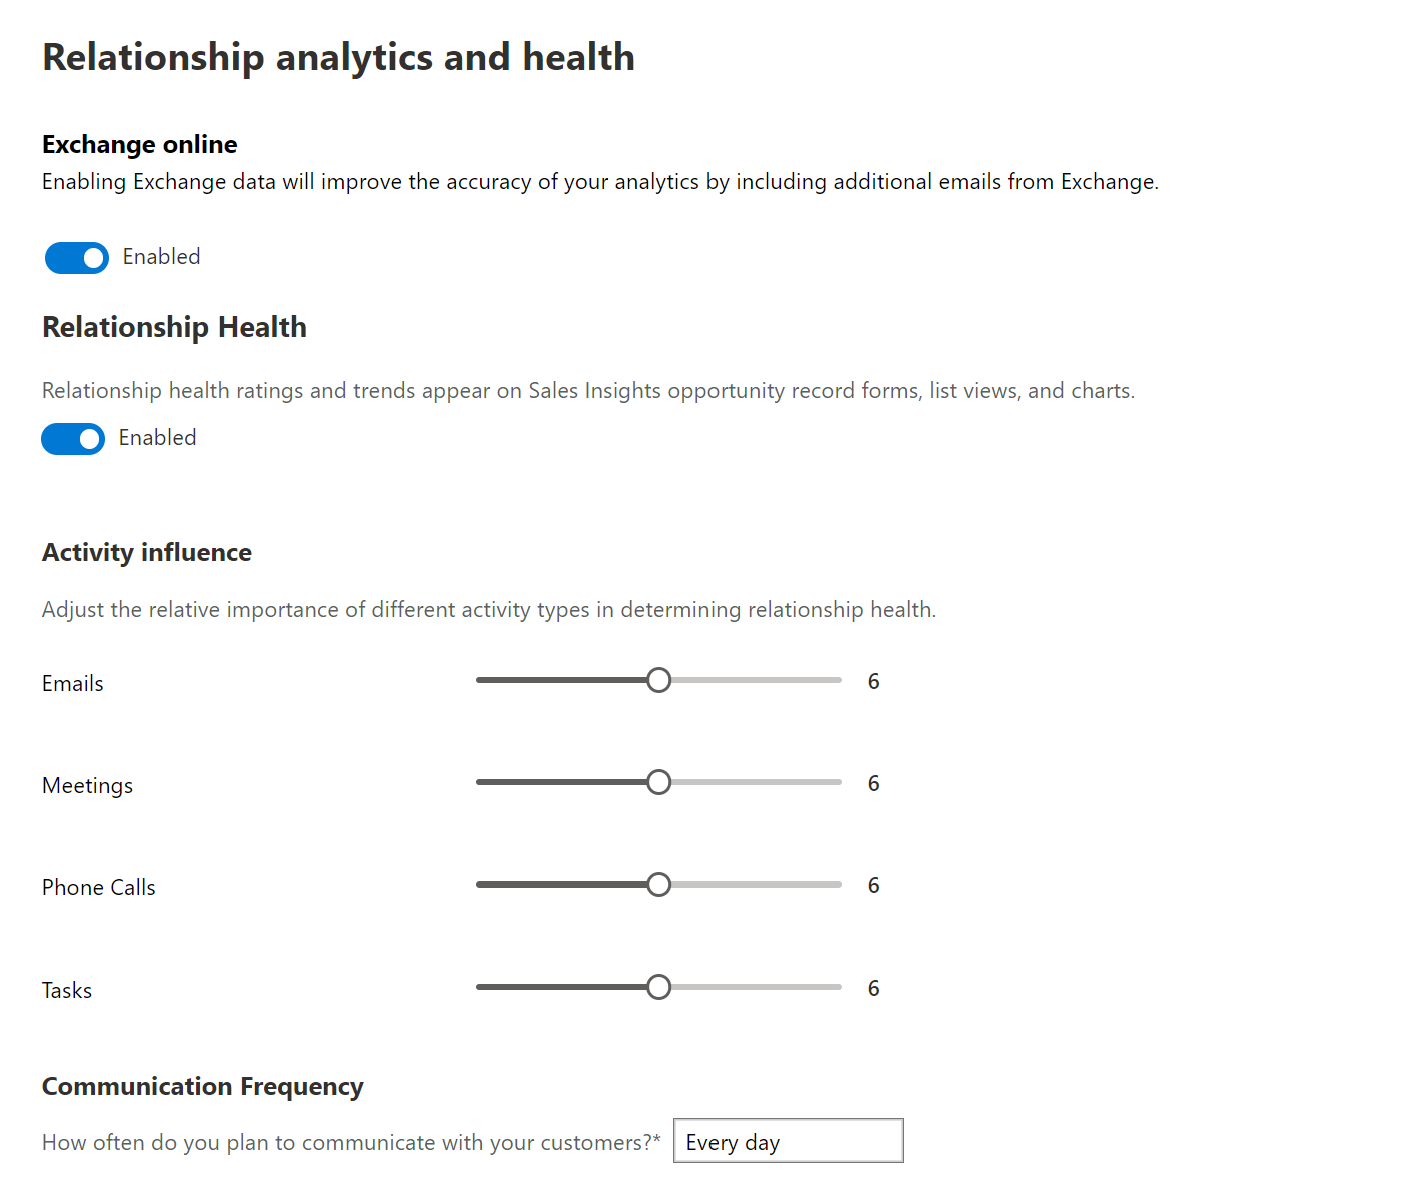 Relationship analytics and health
Exchange online
Enabling Exchange data will improve the accuracy of your analytics by including additional emails from Exchange.
Enabled
Relationship Health
Relationship health ratings and trends appear on Sales Insights opportunity record forms, list views, and charts.
Enabled
Activity influence
Adjust the relative importance of different activity types in determining relationship health.
Emails 6
Meetings 6
Phone Calls 6
Tasks 6
Communication Frequency
How often do you plan to communicate with your customers?* Every day